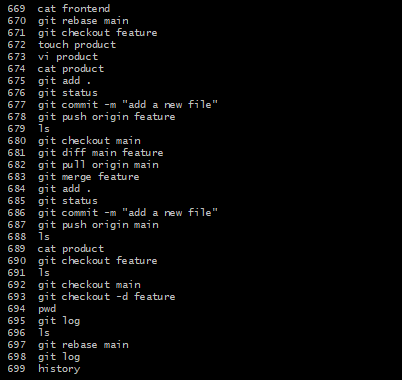 669 cat frontend
670 git rebase main
671 git checkout feature
672 touch product
673 vi product
674 cat product
675 git add .
676 git status
677 git commit -m "add a new file"
678 git push origin feature
679 ls
680 git checkout main
681 git diff main feature
682 git pull origin main
683 git merge feature
684 git add .
685 git status
686 git commit -m "add a new file"
687 git push origin main
688 ls
689 cat product
690 git checkout feature
691 ls
692 git checkout main
693 git checkout -d feature
694 pwd
695 git log
696 ls
697 git rebase main
698 git log
699 history